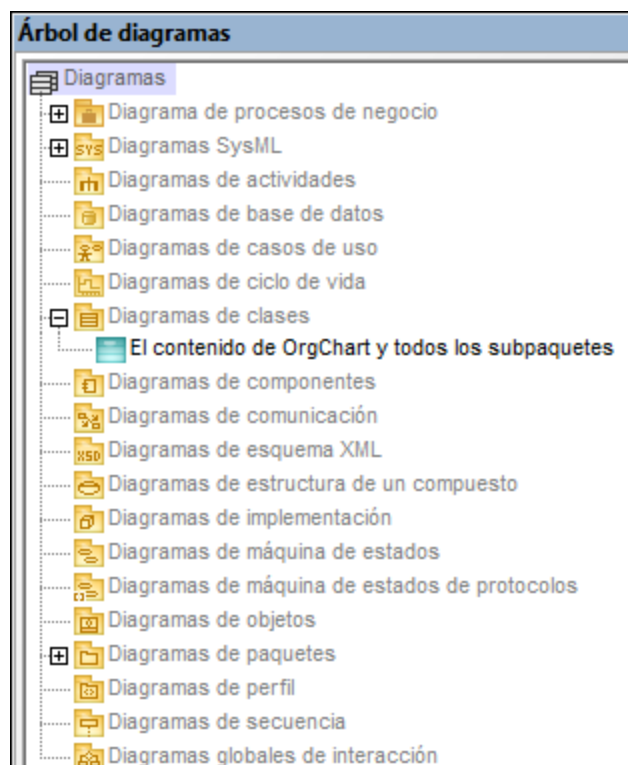 Árbol de diagramas
Diagramas
Diagrama de procesos de negocio
SYS Diagramas SysML
Diagramas de actividades
Diagramas de base de datos
Diagramas de casos de uso
Diagramas de ciclo de vida
Diagramas de clases
El contenido de OrgChart y todos los subpaquetes
Diagramas de componentes
Diagramas de comunicación
XSD Diagramas de esquema XML
Diagramas de estructura de un compuesto
Diagramas de implementación
Diagramas de máquina de estados
Diagramas de máquina de estados de protocolos
Diagramas de objetos
Diagramas de paquetes
Diagramas de perfil
Diagramas de secuencia
Diagramas globales de interacción